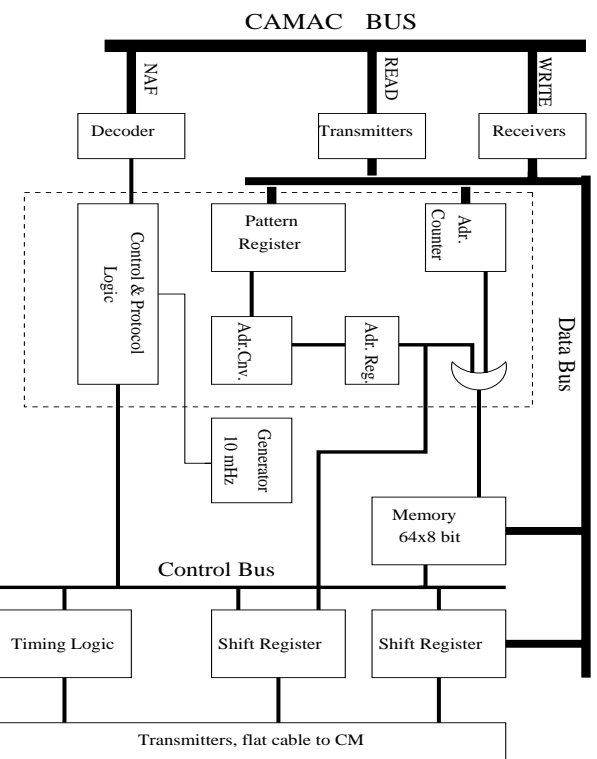 CAMAC BUS
NAF
READ
WRITE
Decoder
Transmitters
Receivers
Control & Protocol
Logic
Pattern
Register
Adr.
Counter
Adr.Cnv.
Adr. Reg.
Data Bus
Generator
10 mHz
Memory
64x8 bit
Control Bus
Timing Logic
Shift Register
Shift Register
Transmitters, flat cable to CM